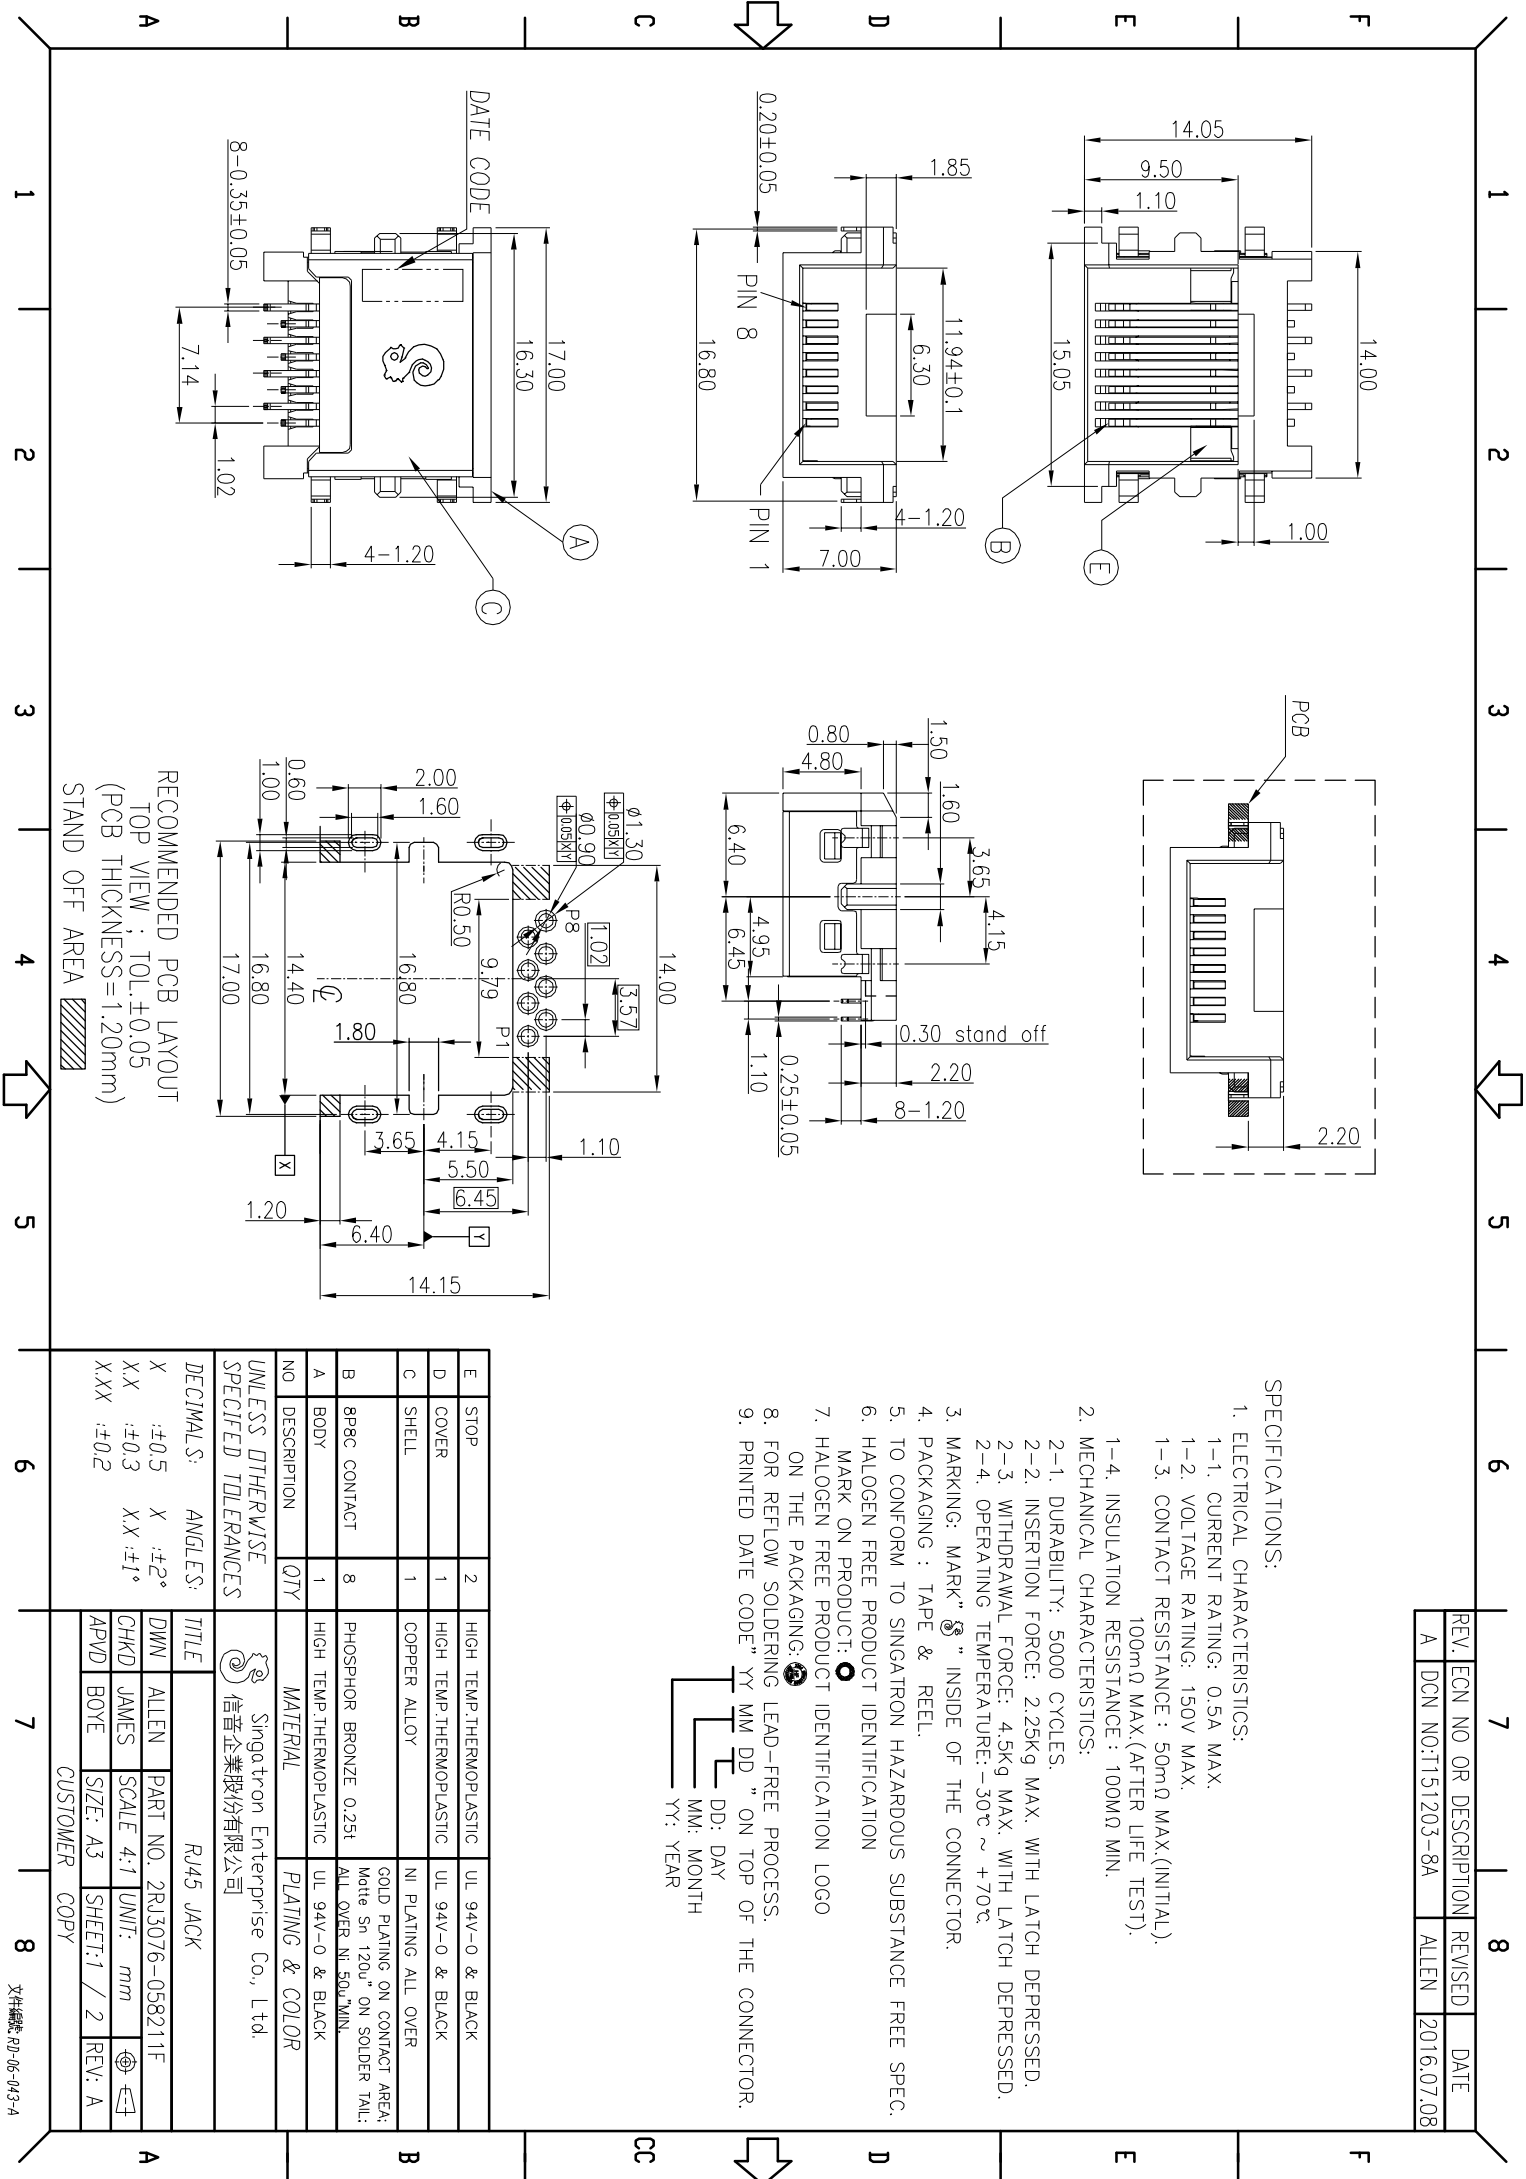 1
2
3
4
5
6
7
8
F
E
D
CC
C
B
A
REV.
ECN NO OR DESCRIPTION
REVISED
DATE
A
DCN NO:T151203-8A
ALLEN
2016.07.08
14.05
9.50
1.10
14.00
15.05
1.00
B
E
PCB
2.20
0.20±0.05
1.85
11.94±0.1
6.30
PIN 8
16.80
PIN 1
4-1.20
7.00
1.50
0.80
4.80
1.60
6.40
3.65
4.15
4.95
6.45
0.30 stand off
2.20
8-1.20
1.10
0.25±0.05
DATE CODE
17.00
16.30
8-0.35±0.05
7.14
1.02
4-1.20
A
C
14.00
3.57
1.02
9.79
P8
P1
ø1.30
0.05 X Y
ø0.90
0.05 X Y
R0.50
2.00
1.60
0.60
1.00
16.80
1.80
14.40
16.80
17.00
3.65
4.15
5.50
6.45
1.10
X
Y
1.20
6.40
14.15
RECOMMENDED PCB LAYOUT
TOP VIEW ; TOL.±0.05
(PCB THICKNESS=1.20mm)
STAND OFF AREA
SPECIFICATIONS:
1. ELECTRICAL CHARACTERISTICS:
1-1. CURRENT RATING: 0.5A MAX.
1-2. VOLTAGE RATING: 150V MAX.
1-3. CONTACT RESISTANCE : 50mΩ MAX.(INITIAL).
100mΩ MAX.(AFTER LIFE TEST).
1-4. INSULATION RESISTANCE : 100MΩ MIN.
2. MECHANICAL CHARACTERISTICS:
2-1. DURABILITY: 5000 CYCLES.
2-2. INSERTION FORCE: 2.25Kg MAX. WITH LATCH DEPRESSED.
2-3. WITHDRAWAL FORCE: 4.5Kg MAX. WITH LATCH DEPRESSED.
2-4. OPERATING TEMPERATURE:-30℃ ~ +70℃.
3. MARKING: MARK" " INSIDE OF THE CONNECTOR.
4. PACKAGING : TAPE & REEL.
5. TO CONFORM TO SINGATRON HAZARDOUS SUBSTANCE FREE SPEC.
6. HALOGEN FREE PRODUCT IDENTIFICATION
MARK ON PRODUCT:
7. HALOGEN FREE PRODUCT IDENTIFICATION LOGO
ON THE PACKAGING:
8. FOR REFLOW SOLDERING LEAD-FREE PROCESS.
9. PRINTED DATE CODE" YY MM DD " ON TOP OF THE CONNECTOR.
DD: DAY
MM: MONTH
YY: YEAR
E STOP 2 HIGH TEMP.THERMOPLASTIC UL 94V-0 & BLACK
D COVER 1 HIGH TEMP.THERMOPLASTIC UL 94V-0 & BLACK
C SHELL 1 COPPER ALLOY NI PLATING ALL OVER
B 8P8C CONTACT 8 PHOSPHOR BRONZE 0.25t GOLD PLATING ON CONTACT AREA;
Matte Sn 120u" ON SOLDER TAIL;
ALL OVER Ni 50u"MIN.
A BODY 1 HIGH TEMP.THERMOPLASTIC UL 94V-0 & BLACK
NO DESCRIPTION QTY MATERIAL PLATING & COLOR
UNLESS OTHERWISE
SPECIFIED TOLERANCES
DECIMALS: ANGLES:
X :±0.5 X :±2°
X.X :±0.3 X.X :±1°
X.XX :±0.2
Singatron Enterprise Co., Ltd.
信音企業股份有限公司
TITLE RJ45 JACK
DWN ALLEN PART NO. 2RJ3076-058211F
CHKD JAMES SCALE 4:1 UNIT: mm
APVD BOYE SIZE: A3 SHEET:1 / 2 REV: A
CUSTOMER COPY
文件編號: RD-06-043-A